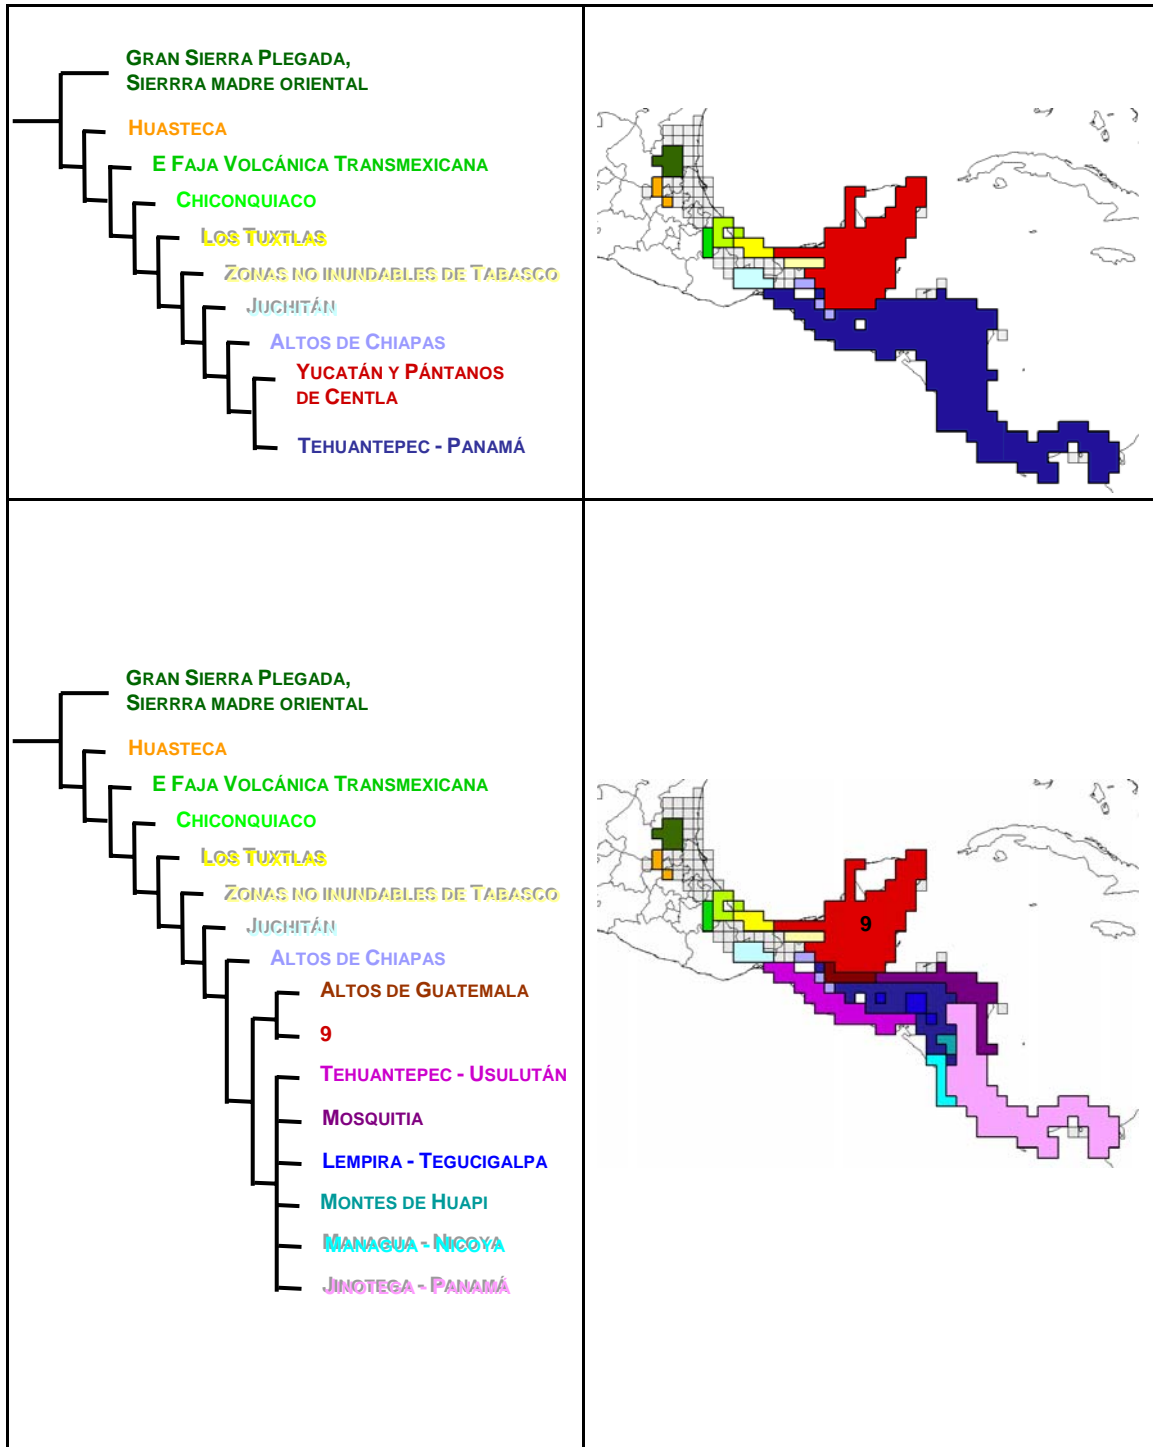 GRAN SIERRA PLEGADA,
SIERRRA MADRE ORIENTAL
HUASTECA
E FAJA VOLCÁNICA TRANSMEXICANA
CHICONQUIACO
LOS TUXTLAS
ZONAS NO INUNDABLES DE TABASCO
JUCHITÁN
ALTOS DE CHIAPAS
YUCATÁN Y PÁNTANOS
DE CENTLA
TEHUANTEPEC - PANAMÁ
GRAN SIERRA PLEGADA,
SIERRRA MADRE ORIENTAL
HUASTECA
E FAJA VOLCÁNICA TRANSMEXICANA
CHICONQUIACO
LOS TUXTLAS
ZONAS NO INUNDABLES DE TABASCO
JUCHITÁN
ALTOS DE CHIAPAS
ALTOS DE GUATEMALA
9
TEHUANTEPEC - USULUTÁN
MOSQUITIA
LEMPIRA - TEGUCIGALPA
MONTES DE HUAPI
MANAGUA - NICOYA
JINOTEGA - PANAMÁ
9